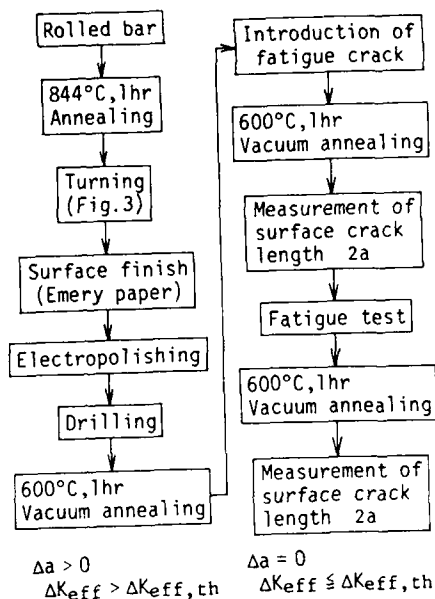 Rolled bar
844°C,1hr
Annealing
Turning
(Fig.3)
Surface finish
(Emery paper)
Electropolishing
Drilling
600°C,1hr
Vacuum annealing
Δa > 0
ΔKeff > ΔKeff,th
Introduction of
fatigue crack
600°C,1hr
Vacuum annealing
Measurement of
surface crack
length 2a
Fatigue test
600°C,1hr
Vacuum annealing
Measurement of
surface crack
length 2a
Δa = 0
ΔKeff ≦ ΔKeff,th